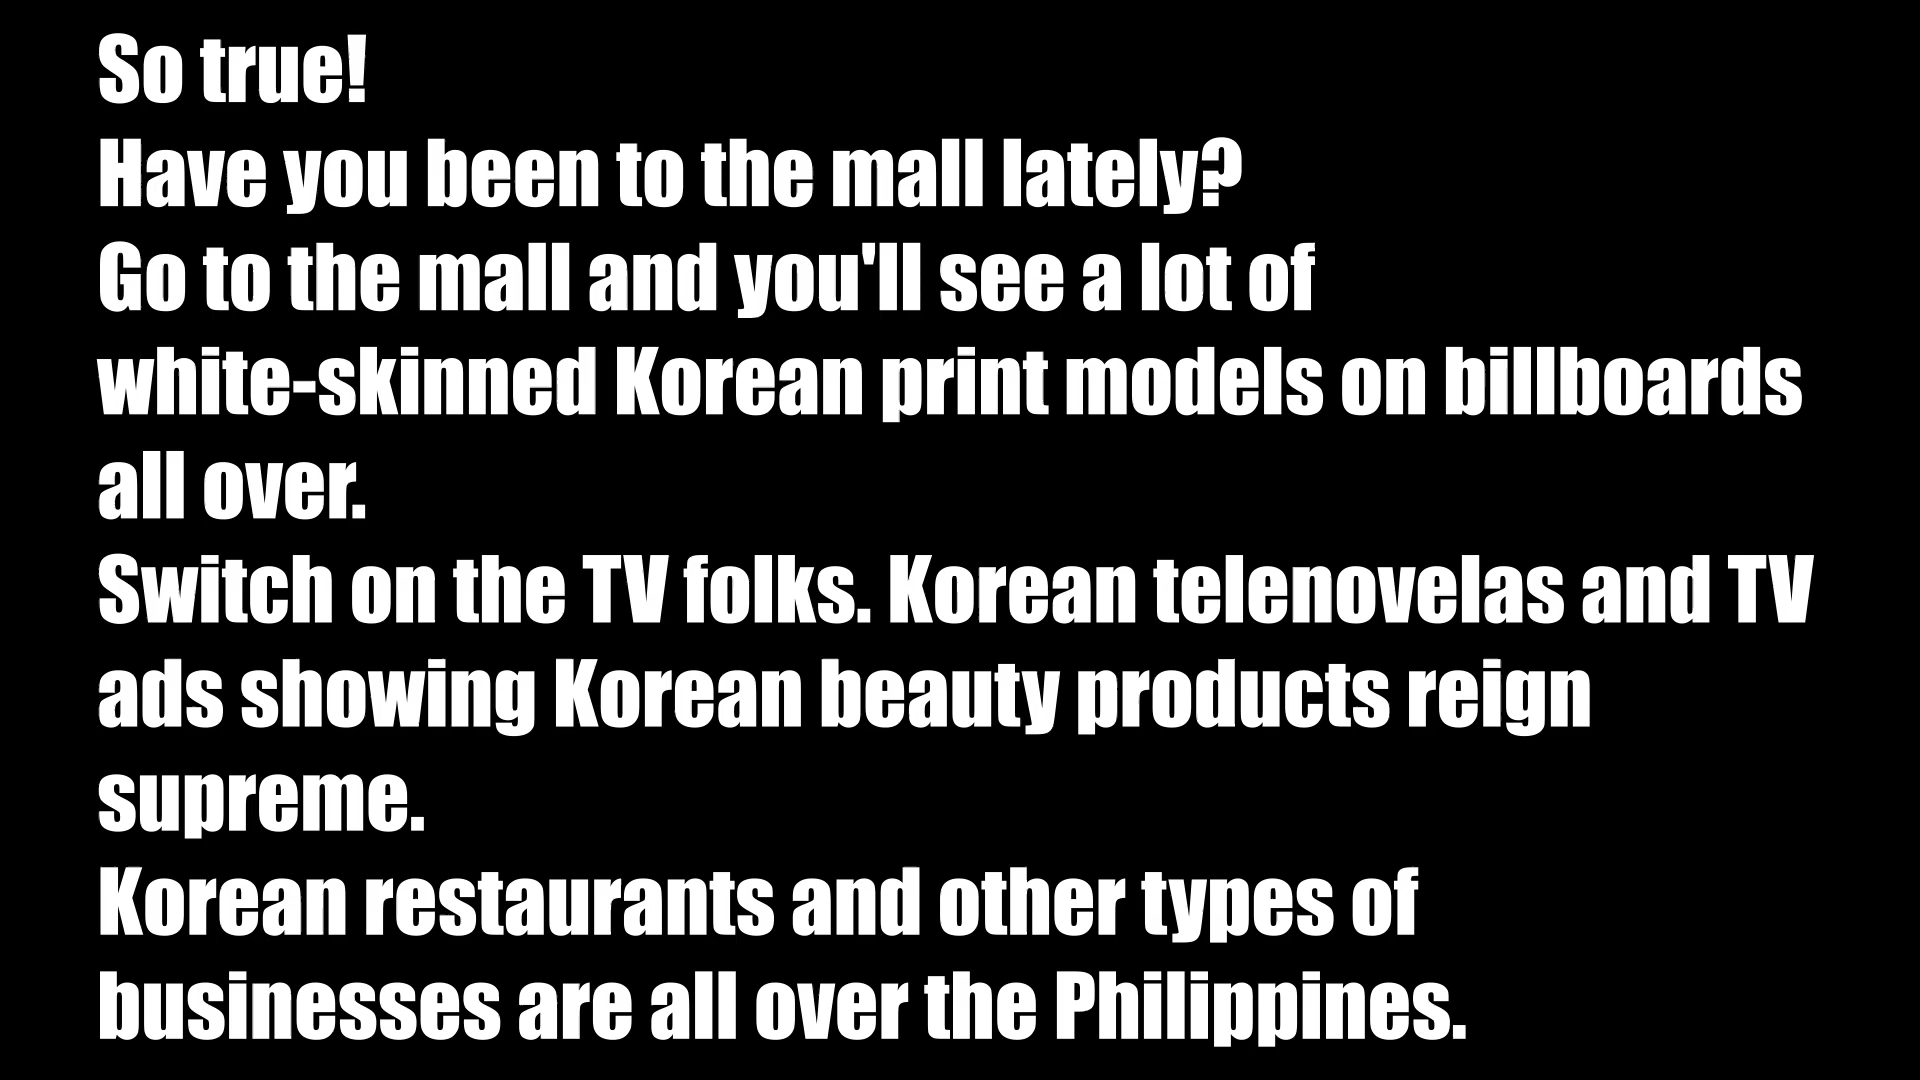 So true!
Have you been to the mall lately?
Go to the mall and you'll see a lot of
white-skinned Korean print models on billboards
all over.
Switch on the TV folks. Korean telenovelas and TV
ads showing Korean beauty products reign
supreme.
Korean restaurants and other types of
businesses are all over the Philippines.